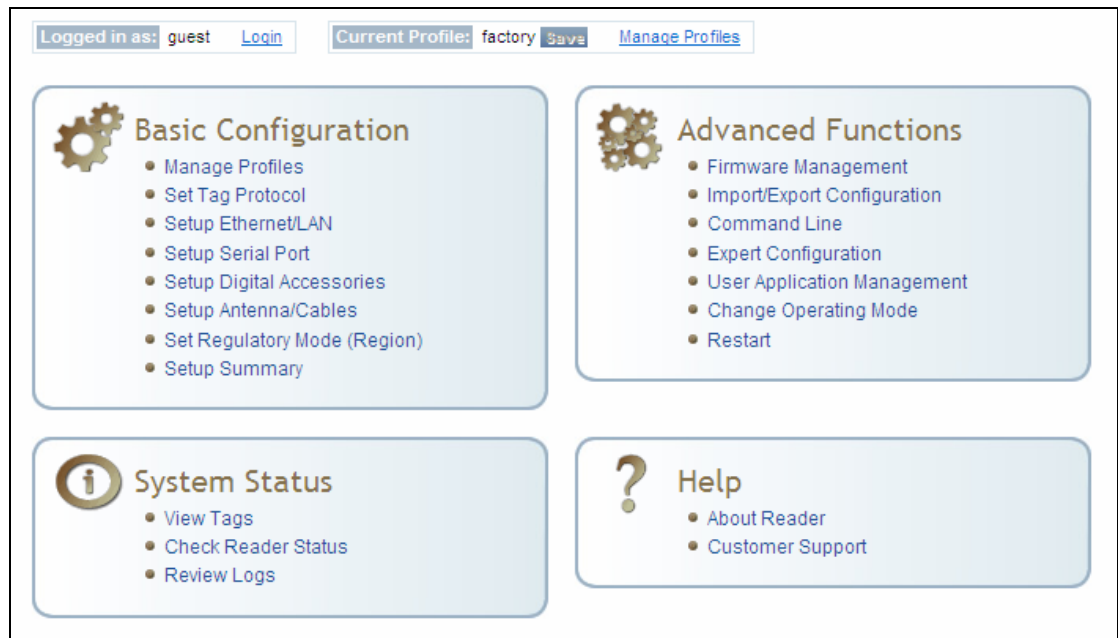 Logged in as: guest Login Current Profile: factory Save Manage Profiles
Basic Configuration
Manage Profiles
Set Tag Protocol
Setup Ethernet/LAN
Setup Serial Port
Setup Digital Accessories
Setup Antenna/Cables
Set Regulatory Mode (Region)
Setup Summary
Advanced Functions
Firmware Management
Import/Export Configuration
Command Line
Expert Configuration
User Application Management
Change Operating Mode
Restart
System Status
View Tags
Check Reader Status
Review Logs
Help
About Reader
Customer Support